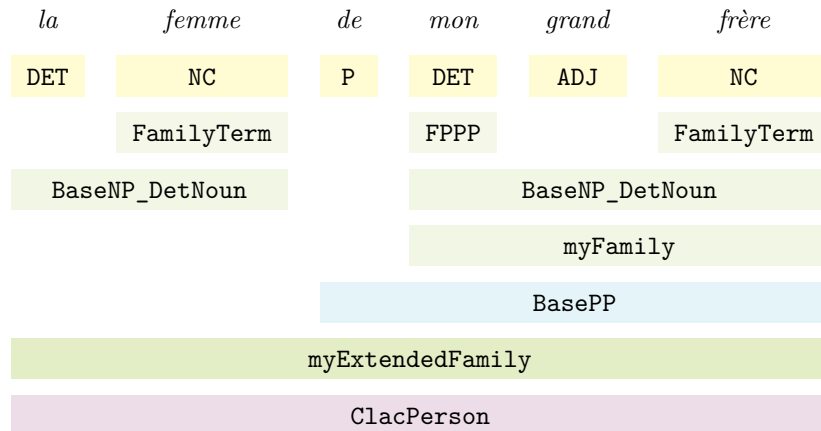 la femme de mon grand frère
DET NC P DET ADJ NC
FamilyTerm FPPP FamilyTerm
BaseNP_DetNoun BaseNP_DetNoun
myFamily
BasePP
myExtendedFamily
ClacPerson